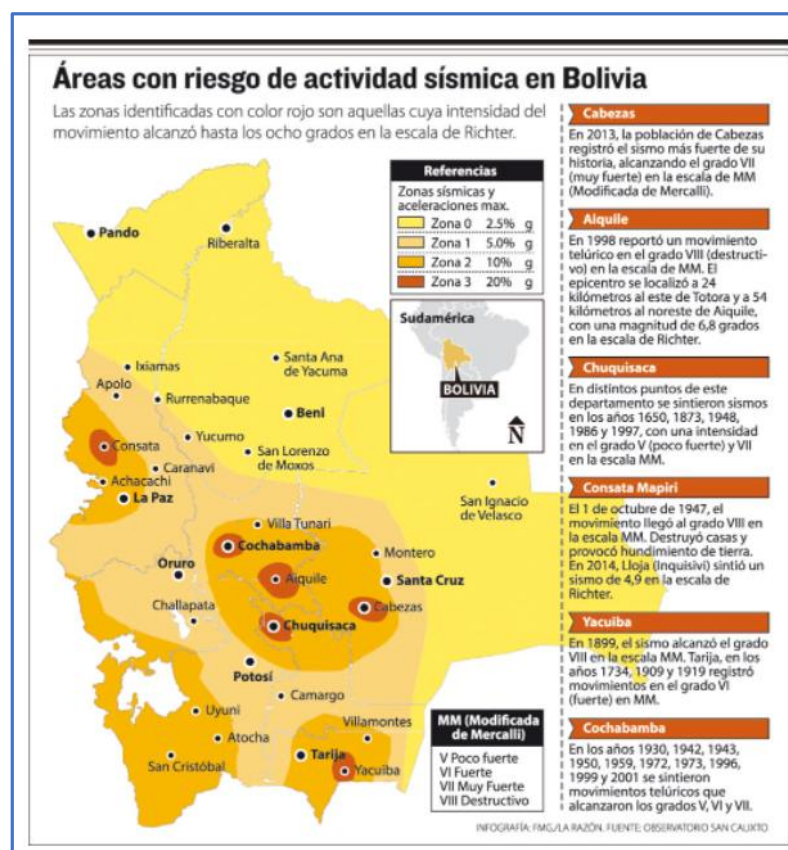 Áreas con riesgo de actividad sísmica en Bolivia
Las zonas identificadas con color rojo son aquellas cuya intensidad del
movimiento alcanzó hasta los ocho grados en la escala de Richter.
Referencias
Zonas sísmicas y
aceleraciones max.
Zona 0 2.5% g
Zona 1 5.0% g
Zona 2 10% g
Zona 3 20% g
Sudamérica
BOLIVIA
N
Pando
Riberalta
Ixiamas
Santa Ana
de Yacuma
Apolo
Rurrenabaque
Beni
Yucumo
Consata
San Lorenzo
de Moxos
Caranavi
Achacachi
La Paz
San Ignacio
de Velasco
Villa Tunari
Cochabamba
Montero
Oruro
Aiquile
Santa Cruz
Challapata
Cabezas
Chuquisaca
Potosí
Camargo
Uyuni
Villamontes
Atocha
Tarija
San Cristóbal
Yacuiba
MM (Modificada
de Mercalli)
V Poco fuerte
VI Fuerte
VII Muy Fuerte
VIII Destructivo
Cabezas
En 2013, la población de Cabezas
registró el sismo más fuerte de su
historia, alcanzando el grado VII
(muy fuerte) en la escala de MM
(Modificada de Mercalli).
Aiquile
En 1998 reportó un movimiento
telúrico en el grado VIII (destructi-
vo) en la escala de MM. El
epicentro se localizó a 24
kilómetros al este de Totora y a 54
kilómetros al noreste de Aiquile,
con una magnitud de 6,8 grados
en la escala de Richter.
Chuquisaca
En distintos puntos de este
departamento se sintieron sismos
en los años 1650, 1873, 1948,
1986 y 1997, con una intensidad
en el grado V (poco fuerte) y VII
en la escala MM.
Consata Mapiri
El 1 de octubre de 1947, el
movimiento llegó al grado VIII en
la escala MM. Destruyó casas y
provocó hundimiento de tierra.
En 2014, Lloja (Inquisivi) sintió un
sismo de 4,9 en la escala de
Richter.
Yacuiba
En 1899, el sismo alcanzó el grado
VIII en la escala MM. Tarija, en los
años 1734, 1909 y 1919 registró
movimientos en el grado VI
(fuerte) en MM.
Cochabamba
En los años 1930, 1942, 1943,
1950, 1959, 1972, 1973, 1996,
1999 y 2001 se sintieron
movimientos telúricos que
alcanzaron los grados V, VI y VII.
INFOGRAFÍA: FMG./LA RAZÓN. FUENTE: OBSERVATORIO SAN CALIXTO